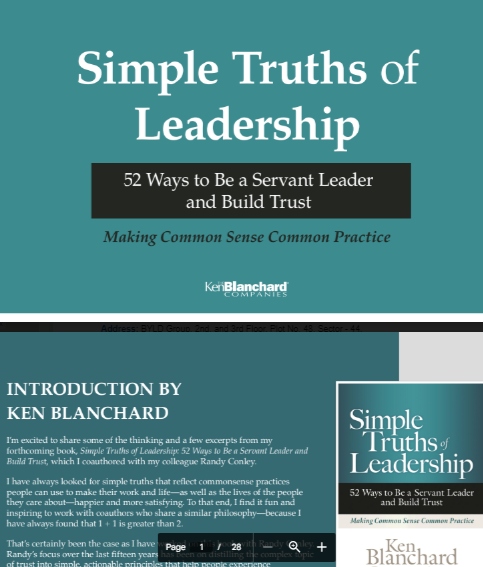 Simple Truths of
Leadership
52 Ways to Be a Servant Leader
and Build Trust
Making Common Sense Common Practice
KenBlanchard
COMPANIES
Address: BYLD Group, 2nd, and 3rd Floor, Plot No. 48, Sector - 44,
INTRODUCTION BY
KEN BLANCHARD
I'm excited to share some of the thinking and a few excerpts from my
forthcoming book, Simple Truths of Leadership: 52 Ways to Be a Servant Leader and
Build Trust, which I coauthored with my colleague Randy Conley.
I have always looked for simple truths that reflect commonsense practices
people can use to make their work and life—as well as the lives of the people
they care about—happier and more satisfying. To that end, I find it fun and
inspiring to work with coauthors who share a similar philosophy—because I
have always found that 1 + 1 is greater than 2.
That's certainly been the case as I have
Randy's focus over the last fifteen years has been on distilling the complex topic
of trust into simple, actionable principles that help people experience
Simple
Truths of
Leadership
52 Ways to Be a Servant Leader
and Build Trust
Making Common Sense Common Practice
Ken
Blanchard
Page 1 / 28 — +